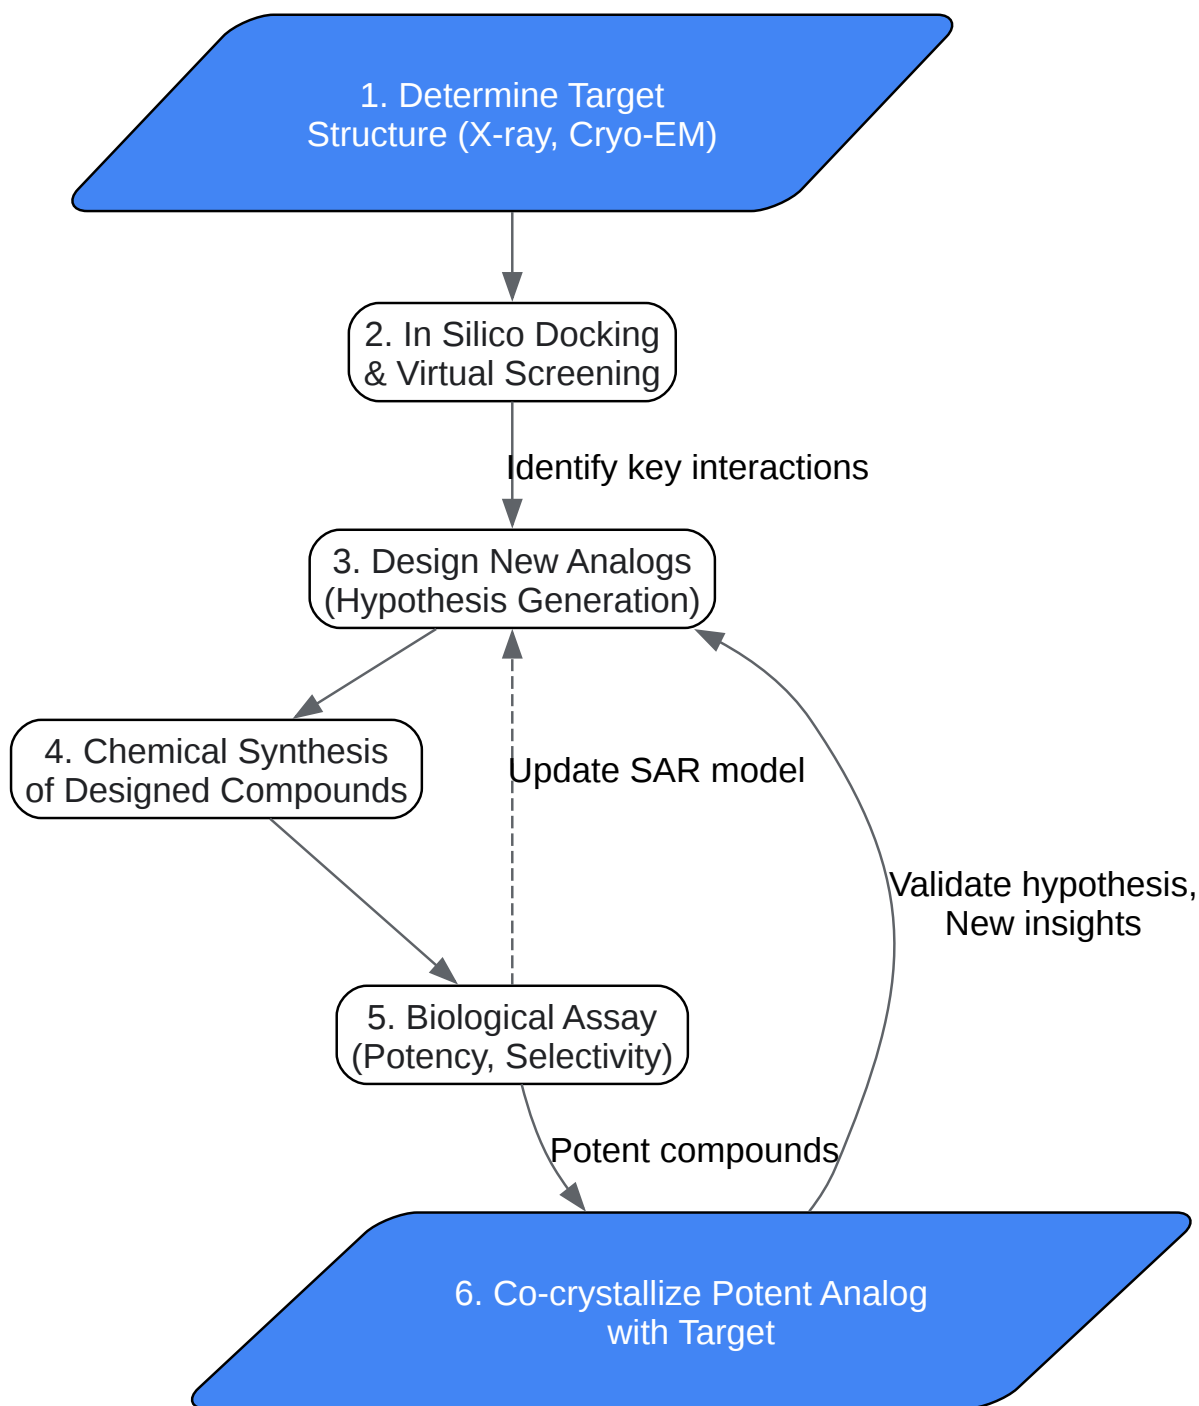 1. Determine Target
Structure (X-ray, Cryo-EM)
2. In Silico Docking
& Virtual Screening
Identify key interactions
3. Design New Analogs
(Hypothesis Generation)
4. Chemical Synthesis
of Designed Compounds
Update SAR model
Validate hypothesis,
New insights
5. Biological Assay
(Potency, Selectivity)
Potent compounds
6. Co-crystallize Potent Analog
with Target